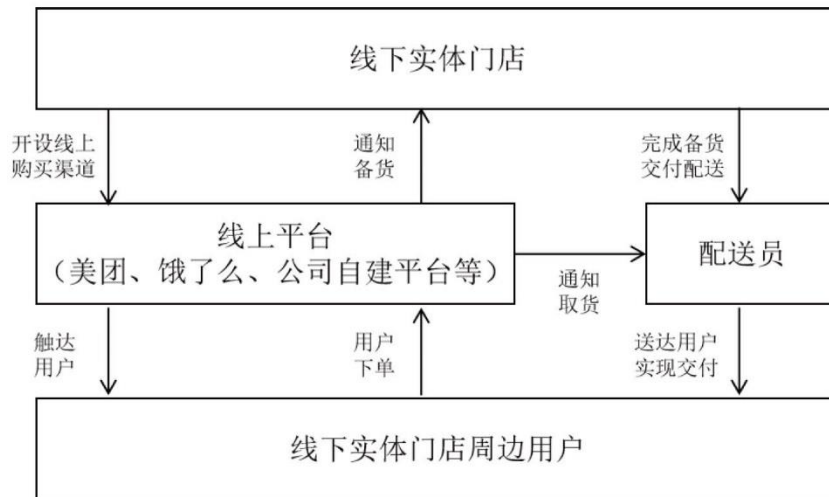 线下实体门店
开设线上
购买渠道
通知
备货
完成备货
交付配送
线上平台
（美团、饿了么、公司自建平台等）
配送员
通知
取货
触达
用户
用户
下单
送达用户
实现交付
线下实体门店周边用户